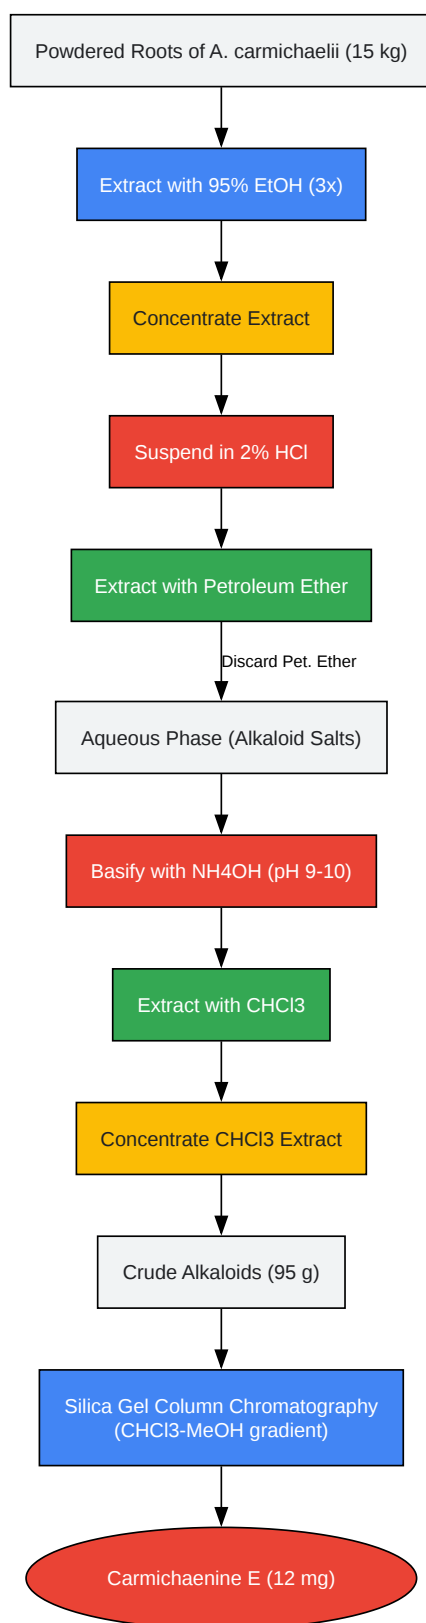 Powdered Roots of A. carmichaelii (15 kg)
Extract with 95% EtOH (3x)
Concentrate Extract
Suspend in 2% HCl
Extract with Petroleum Ether
Discard Pet. Ether
Aqueous Phase (Alkaloid Salts)
Basify with NH4OH (pH 9-10)
Extract with CHCl3
Concentrate CHCl3 Extract
Crude Alkaloids (95 g)
Silica Gel Column Chromatography
(CHCl3-MeOH gradient)
Carmichaenine E (12 mg)